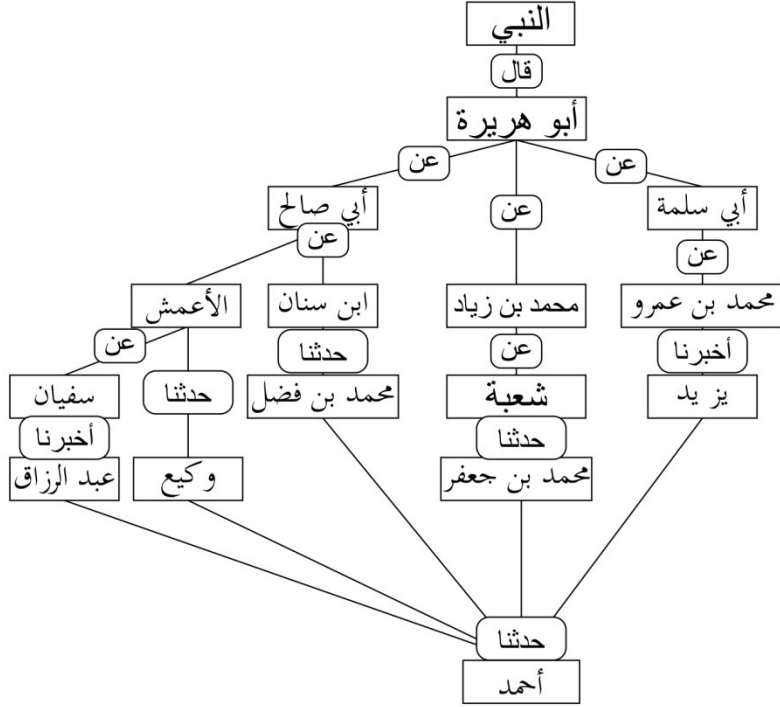 النبي
قال
أبو هريرة
عن
عن
أبي سلمة
عن
أبي صالح
عن
عن
محمد بن عمرو
محمد بن زياد
ابن سنان
الأعمش
أخبرنا
عن
حدثنا
حدثنا
عن
يزيد
شعبة
محمد بن فضل
سفيان
حدثنا
أخبرنا
محمد بن جعفر
وكيع
عبد الرزاق
حدثنا
أحمد